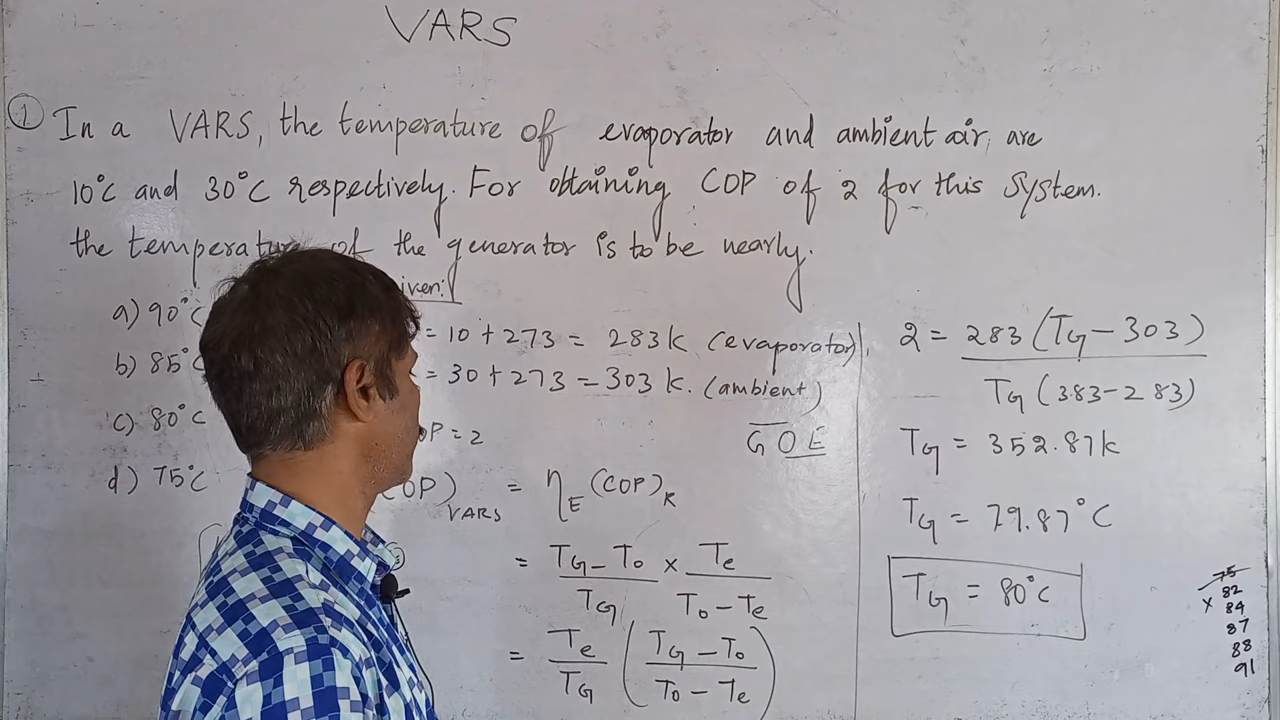 VARS
① In a VARS, the temperature of evaporator and ambient air, are
10°C and 30°C respectively. For obtaining COP of 2 for this system.
the temperature of the generator is to be nearly.
a) 90°C
b) 85°C
c) 80°C
d) 75°C
iven:
= 10 + 273 = 283 K (evaporator),
= 30 + 273 = 303 K. (ambient)
OP = 2
G O E
(COP)VARS = ηE (COP)R
= TG - To / TG × Te / To - Te
= Te / TG ( TG - To / To - Te )
2 = 283 (TG - 303) / TG (383 - 283)
TG = 352.87 K
TG = 79.87°C
TG = 80°C
75
82
× 84
87
88
91